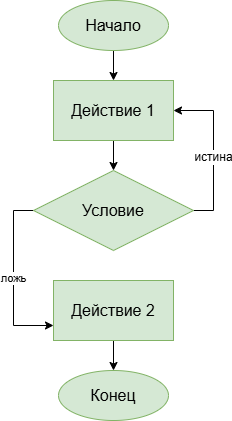 Начало
Действие 1
истина
Условие
ложь
Действие 2
Конец